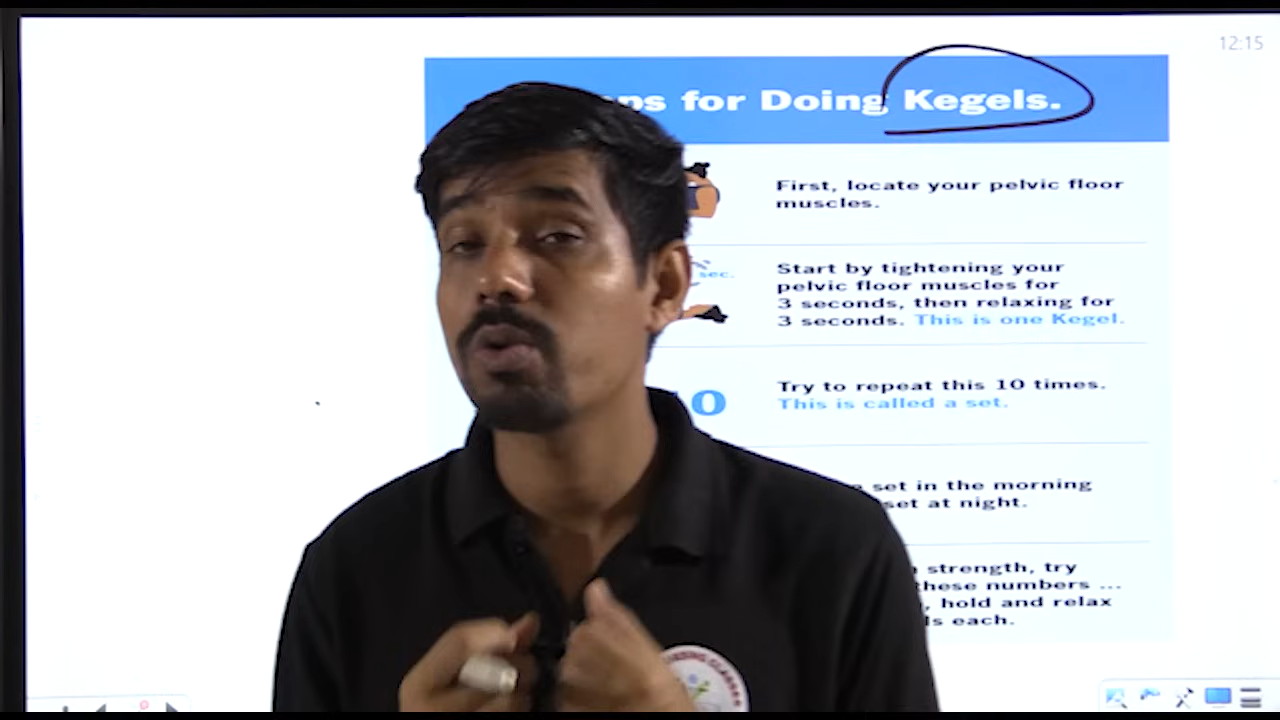 12:15
for Doing Kegels.
First, locate your pelvic floor
muscles.
sec.
Start by tightening your
pelvic floor muscles for
3 seconds, then relaxing for
3 seconds. This is one Kegel.
10
Try to repeat this 10 times.
This is called a set.
set in the morning
set at night.
strength, try
these numbers ...
hold and relax
each.